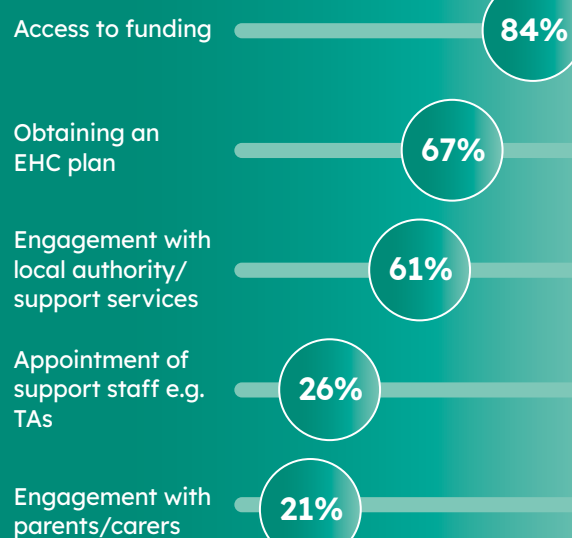 Access to funding
84%
Obtaining an
EHC plan
67%
Engagement with
local authority/
support services
61%
Appointment of
support staff e.g.
TAs
26%
Engagement with
parents/carers
21%